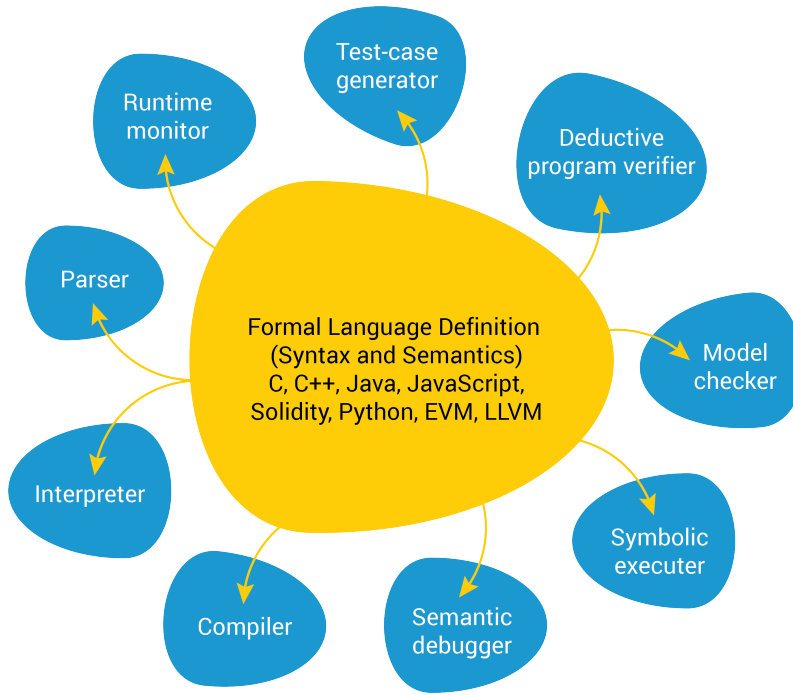 Test-case
generator
Runtime
monitor
Deductive
program verifier
Parser
Formal Language Definition
(Syntax and Semantics)
C, C++, Java, JavaScript,
Solidity, Python, EVM, LLVM
Model
checker
Interpreter
Symbolic
executer
Compiler
Semantic
debugger